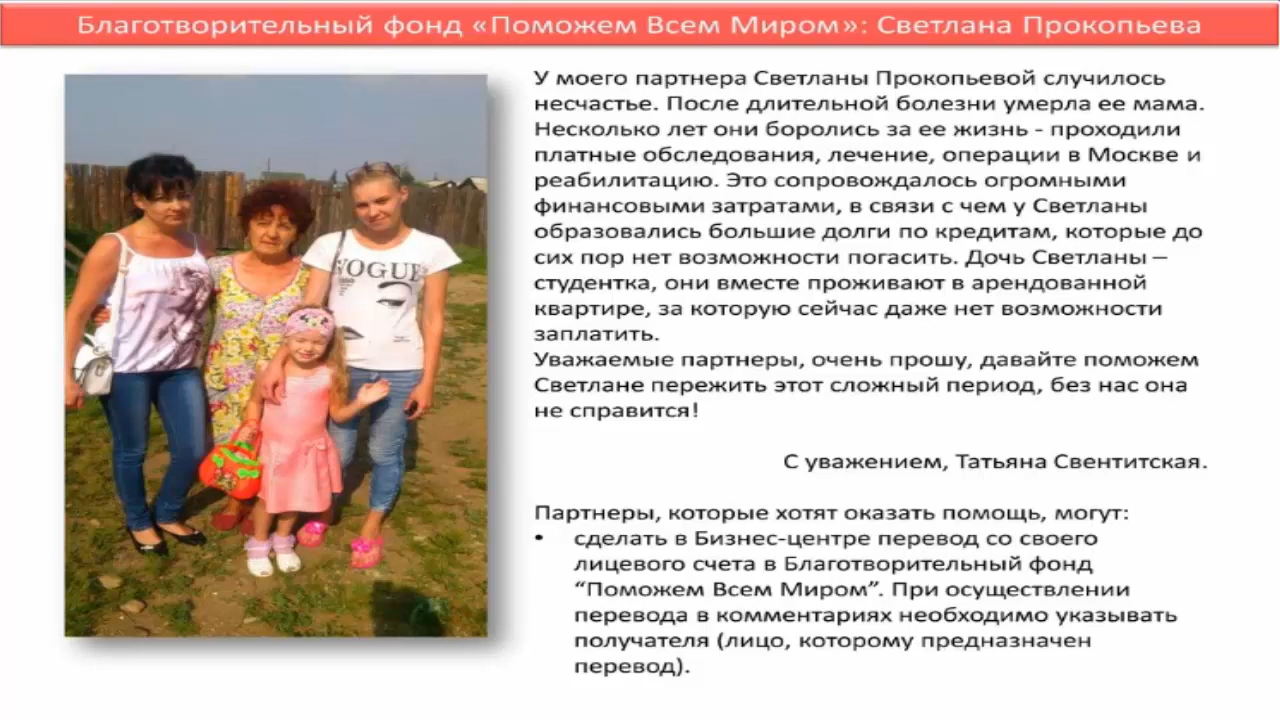 Благотворительный фонд «Поможем Всем Миром»: Светлана Прокопьева
У моего партнера Светланы Прокопьевой случилось
несчастье. После длительной болезни умерла ее мама.
Несколько лет они боролись за ее жизнь - проходили
платные обследования, лечение, операции в Москве и
реабилитацию. Это сопровождалось огромными
финансовыми затратами, в связи с чем у Светланы
образовались большие долги по кредитам, которые до
сих пор нет возможности погасить. Дочь Светланы –
студентка, они вместе проживают в арендованной
квартире, за которую сейчас даже нет возможности
заплатить.
Уважаемые партнеры, очень прошу, давайте поможем
Светлане пережить этот сложный период, без нас она
не справится!
С уважением, Татьяна Свентитская.
Партнеры, которые хотят оказать помощь, могут:
• сделать в Бизнес-центре перевод со своего
лицевого счета в Благотворительный фонд
“Поможем Всем Миром”. При осуществлении
перевода в комментариях необходимо указывать
получателя (лицо, которому предназначен
перевод).
VOGUE